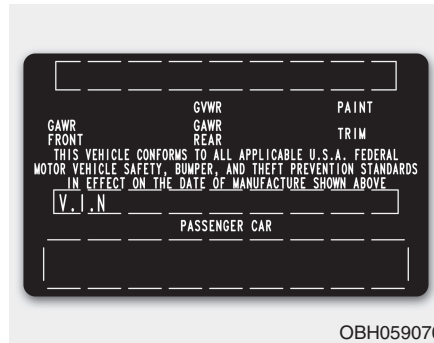 GVWR PAINT
GAWR FRONT GAWR REAR TRIM
THIS VEHICLE CONFORMS TO ALL APPLICABLE U.S.A. FEDERAL
MOTOR VEHICLE SAFETY, BUMPER, AND THEFT PREVENTION STANDARDS
IN EFFECT ON THE DATE OF MANUFACTURE SHOWN ABOVE
V.I.N
PASSENGER CAR